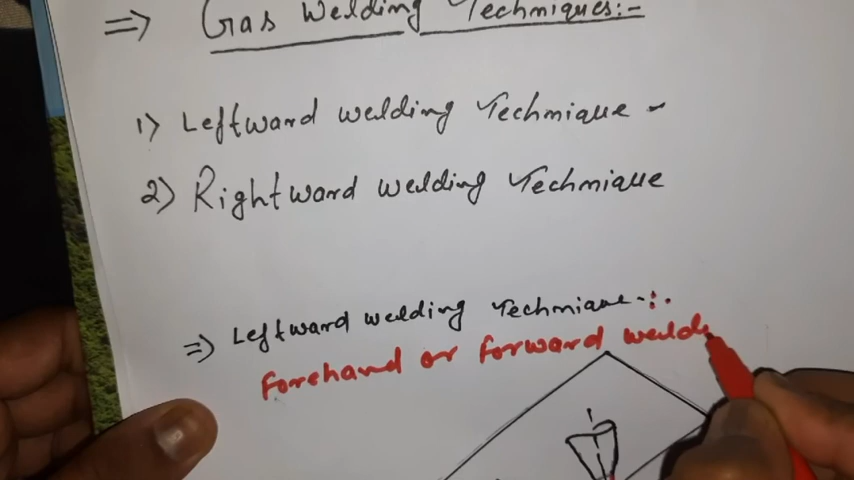 => Gas Welding Techniques:-
1) Leftward welding Technique -
2) Rightward welding Technique
=> Leftward welding Technique -:.
Forehand or forward weld